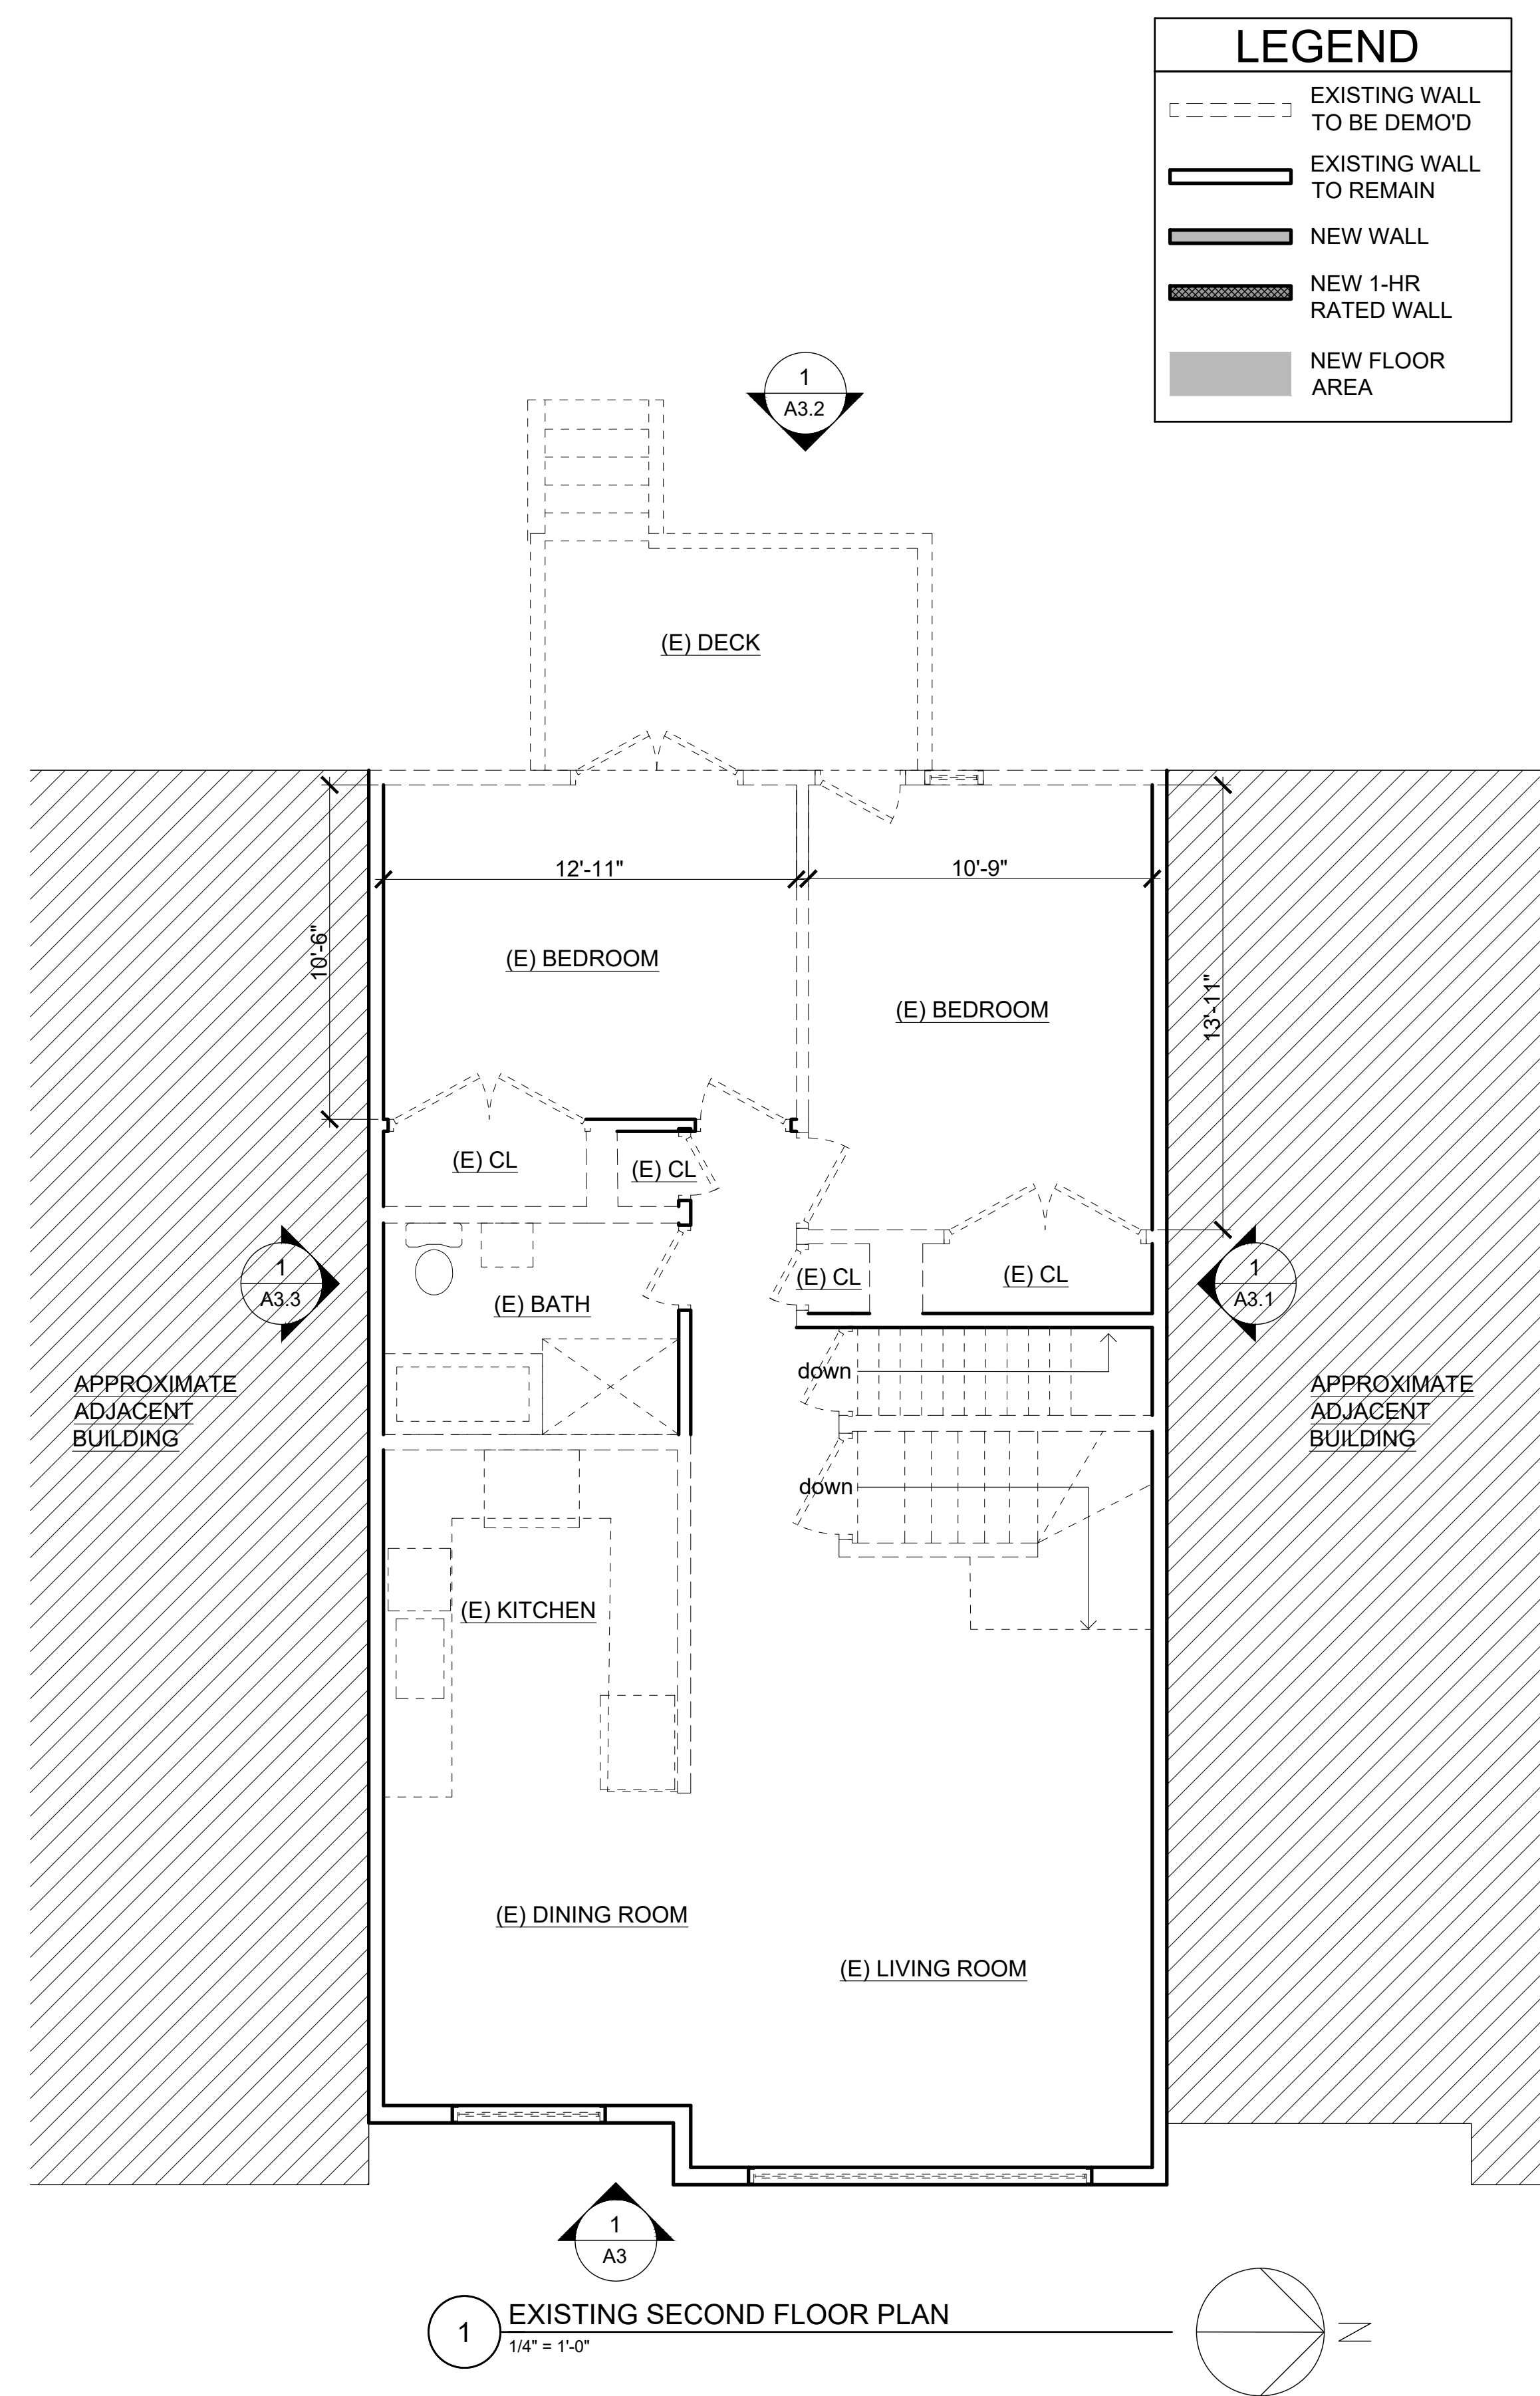 LEGEND
EXISTING WALL
TO BE DEMO'D
EXISTING WALL
TO REMAIN
NEW WALL
NEW 1-HR
RATED WALL
NEW FLOOR
AREA
1
A3.2
(E) DECK
12'-11"
10'-9"
10'-6"
(E) BEDROOM
13'-11"
(E) BEDROOM
(E) CL
(E) CL
1
A3.3
(E) BATH
(E) CL
(E) CL
1
A3.1
down
APPROXIMATE
ADJACENT
BUILDING
APPROXIMATE
ADJACENT
BUILDING
down
(E) KITCHEN
(E) DINING ROOM
(E) LIVING ROOM
1
A3
1
EXISTING SECOND FLOOR PLAN
1/4" = 1'-0"
N